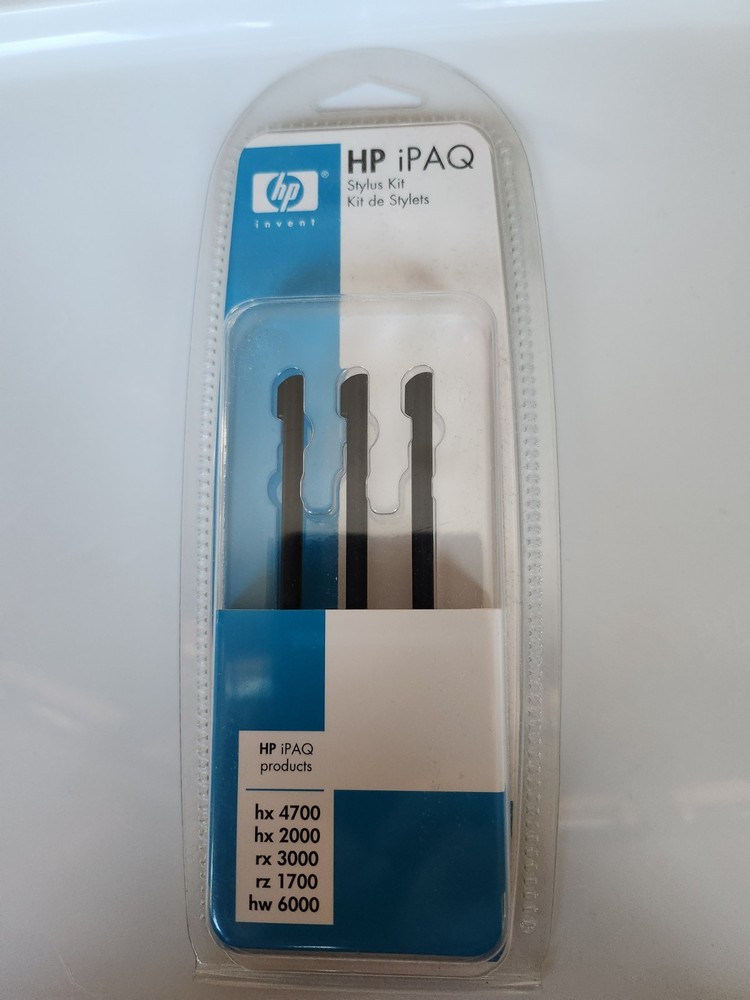 hp®
invent
HP iPAQ
Stylus Kit
Kit de Stylets
HP iPAQ
products
hx 4700
hx 2000
rx 3000
rz 1700
hw 6000